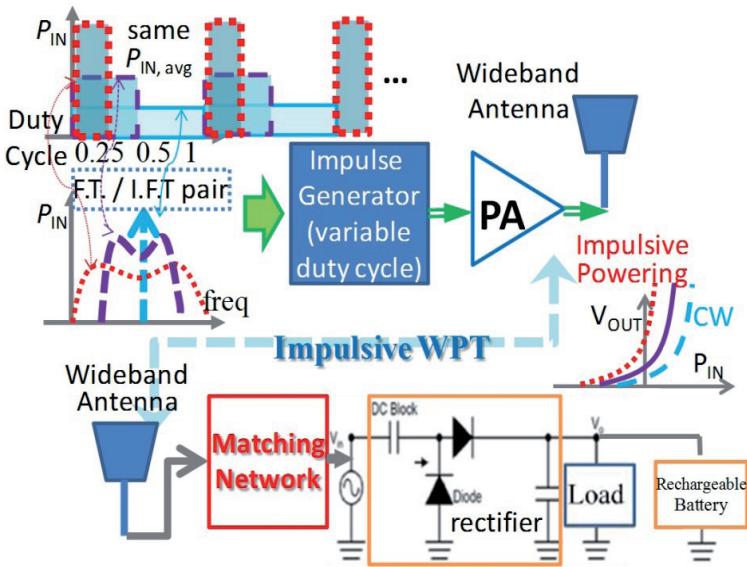 P_IN
same
P_IN, avg
...
Duty
Cycle
0.25
0.5
1
F.T. / I.F.T pair
P_IN
freq
Impulse
Generator
(variable
duty cycle)
PA
Wideband
Antenna
Impulsive
Powering
V_OUT
CW
P_IN
Impulsive WPT
Wideband
Antenna
Matching
Network
V_in
DC Block
Diode
rectifier
V_o
Load
Rechargeable
Battery